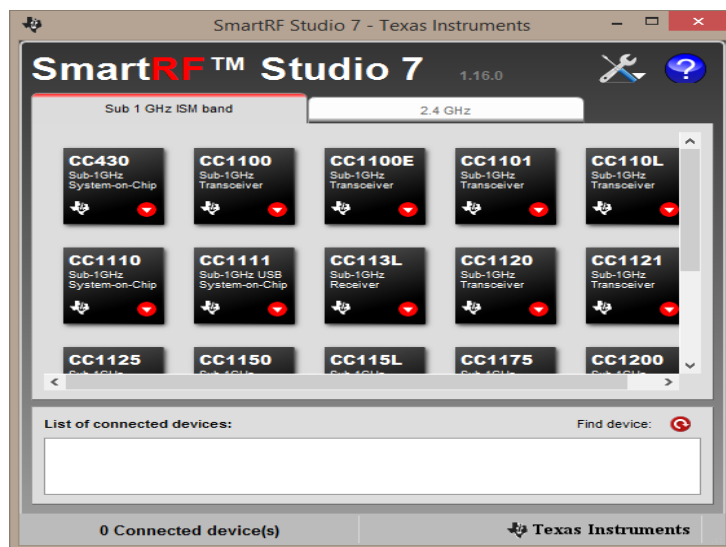 SmartRF Studio 7 - Texas Instruments
SmartRF™ Studio 7 1.16.0
Sub 1 GHz ISM band
2.4 GHz
CC430
Sub-1GHz
System-on-Chip
CC1100
Sub-1GHz
Transceiver
CC1100E
Sub-1GHz
Transceiver
CC1101
Sub-1GHz
Transceiver
CC110L
Sub-1GHz
Transceiver
CC1110
Sub-1GHz
System-on-Chip
CC1111
Sub-1GHz USB
System-on-Chip
CC113L
Sub-1GHz
Receiver
CC1120
Sub-1GHz
Transceiver
CC1121
Sub-1GHz
Transceiver
CC1125
CC1150
CC115L
CC1175
CC1200
List of connected devices:
Find device:
0 Connected device(s)
Texas Instruments